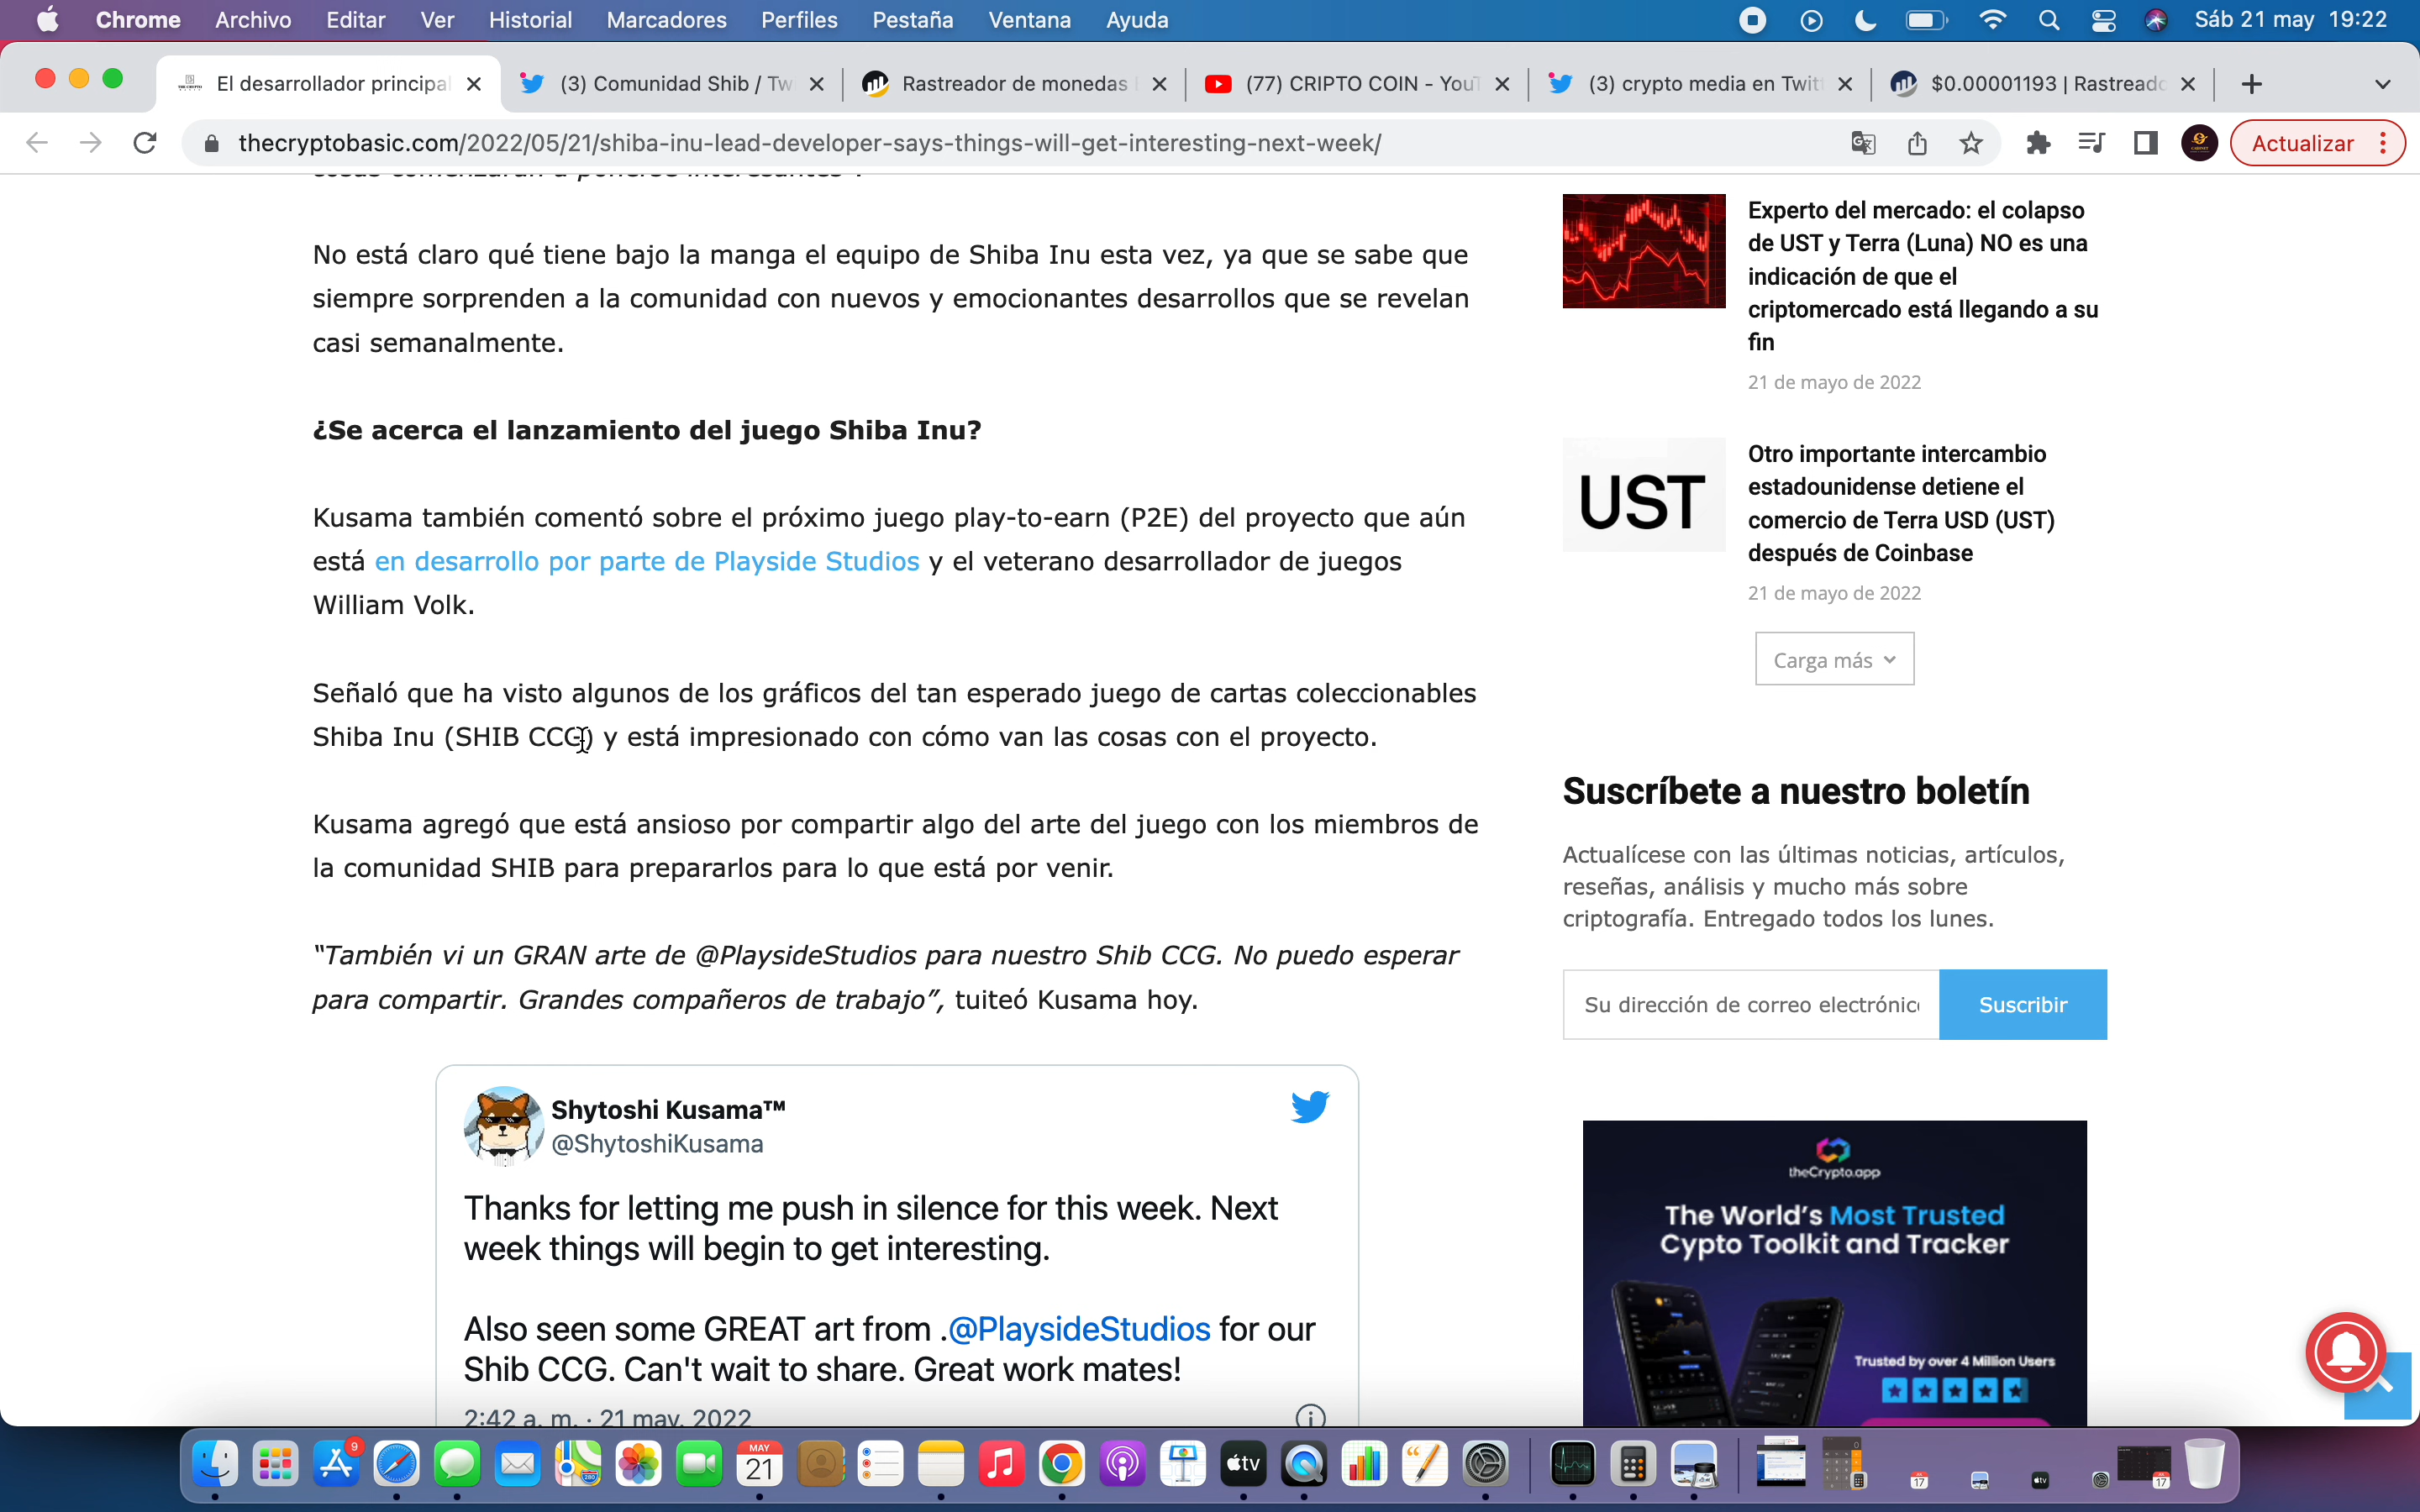 Chrome Archivo Editar Ver Historial Marcadores Perfiles Pestaña Ventana Ayuda Sáb 21 may 19:22
El desarrollador principal (3) Comunidad Shib / Tw Rastreador de monedas (77) CRIPTO COIN - YouT (3) crypto media en Twitt $0.00001193 | Rastreado
thecryptobasic.com/2022/05/21/shiba-inu-lead-developer-says-things-will-get-interesting-next-week/ Actualizar
No está claro qué tiene bajo la manga el equipo de Shiba Inu esta vez, ya que se sabe que
siempre sorprenden a la comunidad con nuevos y emocionantes desarrollos que se revelan
casi semanalmente.
¿Se acerca el lanzamiento del juego Shiba Inu?
Kusama también comentó sobre el próximo juego play-to-earn (P2E) del proyecto que aún
está en desarrollo por parte de Playside Studios y el veterano desarrollador de juegos
William Volk.
Señaló que ha visto algunos de los gráficos del tan esperado juego de cartas coleccionables
Shiba Inu (SHIB CCG) y está impresionado con cómo van las cosas con el proyecto.
Kusama agregó que está ansioso por compartir algo del arte del juego con los miembros de
la comunidad SHIB para prepararlos para lo que está por venir.
“También vi un GRAN arte de @PlaysideStudios para nuestro Shib CCG. No puedo esperar
para compartir. Grandes compañeros de trabajo”, tuiteó Kusama hoy.
Shytoshi Kusama™
@ShytoshiKusama
Thanks for letting me push in silence for this week. Next
week things will begin to get interesting.
Also seen some GREAT art from .@PlaysideStudios for our
Shib CCG. Can't wait to share. Great work mates!
2:42 a. m. · 21 may. 2022
Experto del mercado: el colapso
de UST y Terra (Luna) NO es una
indicación de que el
criptomercado está llegando a su
fin
21 de mayo de 2022
UST
Otro importante intercambio
estadounidense detiene el
comercio de Terra USD (UST)
después de Coinbase
21 de mayo de 2022
Carga más
Suscríbete a nuestro boletín
Actualícese con las últimas noticias, artículos,
reseñas, análisis y mucho más sobre
criptografía. Entregado todos los lunes.
Su dirección de correo electrónic Suscribir
theCrypto.app
The World's Most Trusted
Cypto Toolkit and Tracker
Trusted by over 4 Million Users
9
MAY
21
tv
17
tv
17